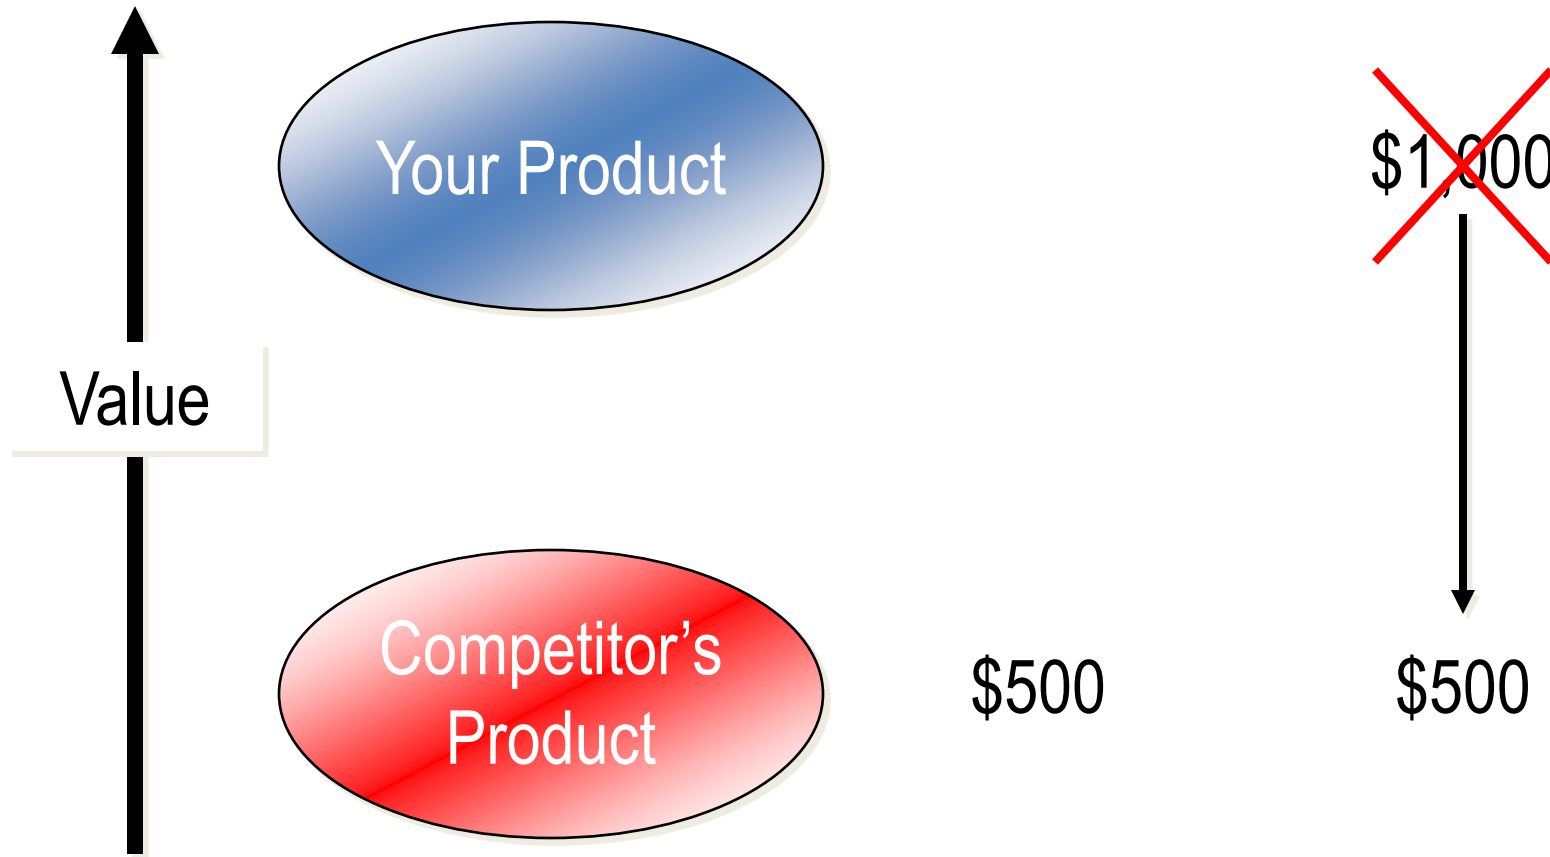 Your Product
$1,000
Value
Competitor’s
Product
$500
$500